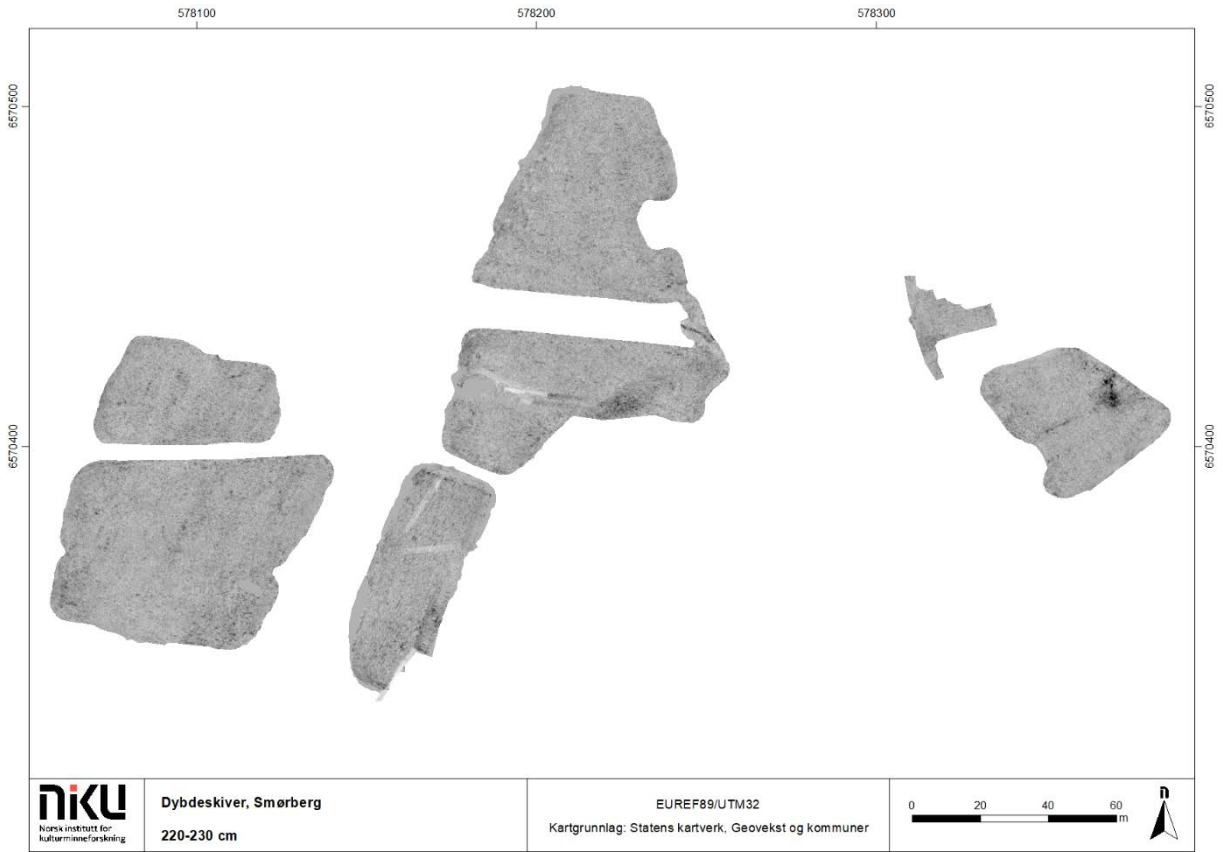 578100 578200 578300
6570500 6570500
6570400 6570400
NIKU
Norsk institutt for
kulturminneforskning
Dybdeskiver, Smørberg
220-230 cm
EUREF89/UTM32
Kartgrunnlag: Statens kartverk, Geovekst og kommuner
0 20 40 60
m
n